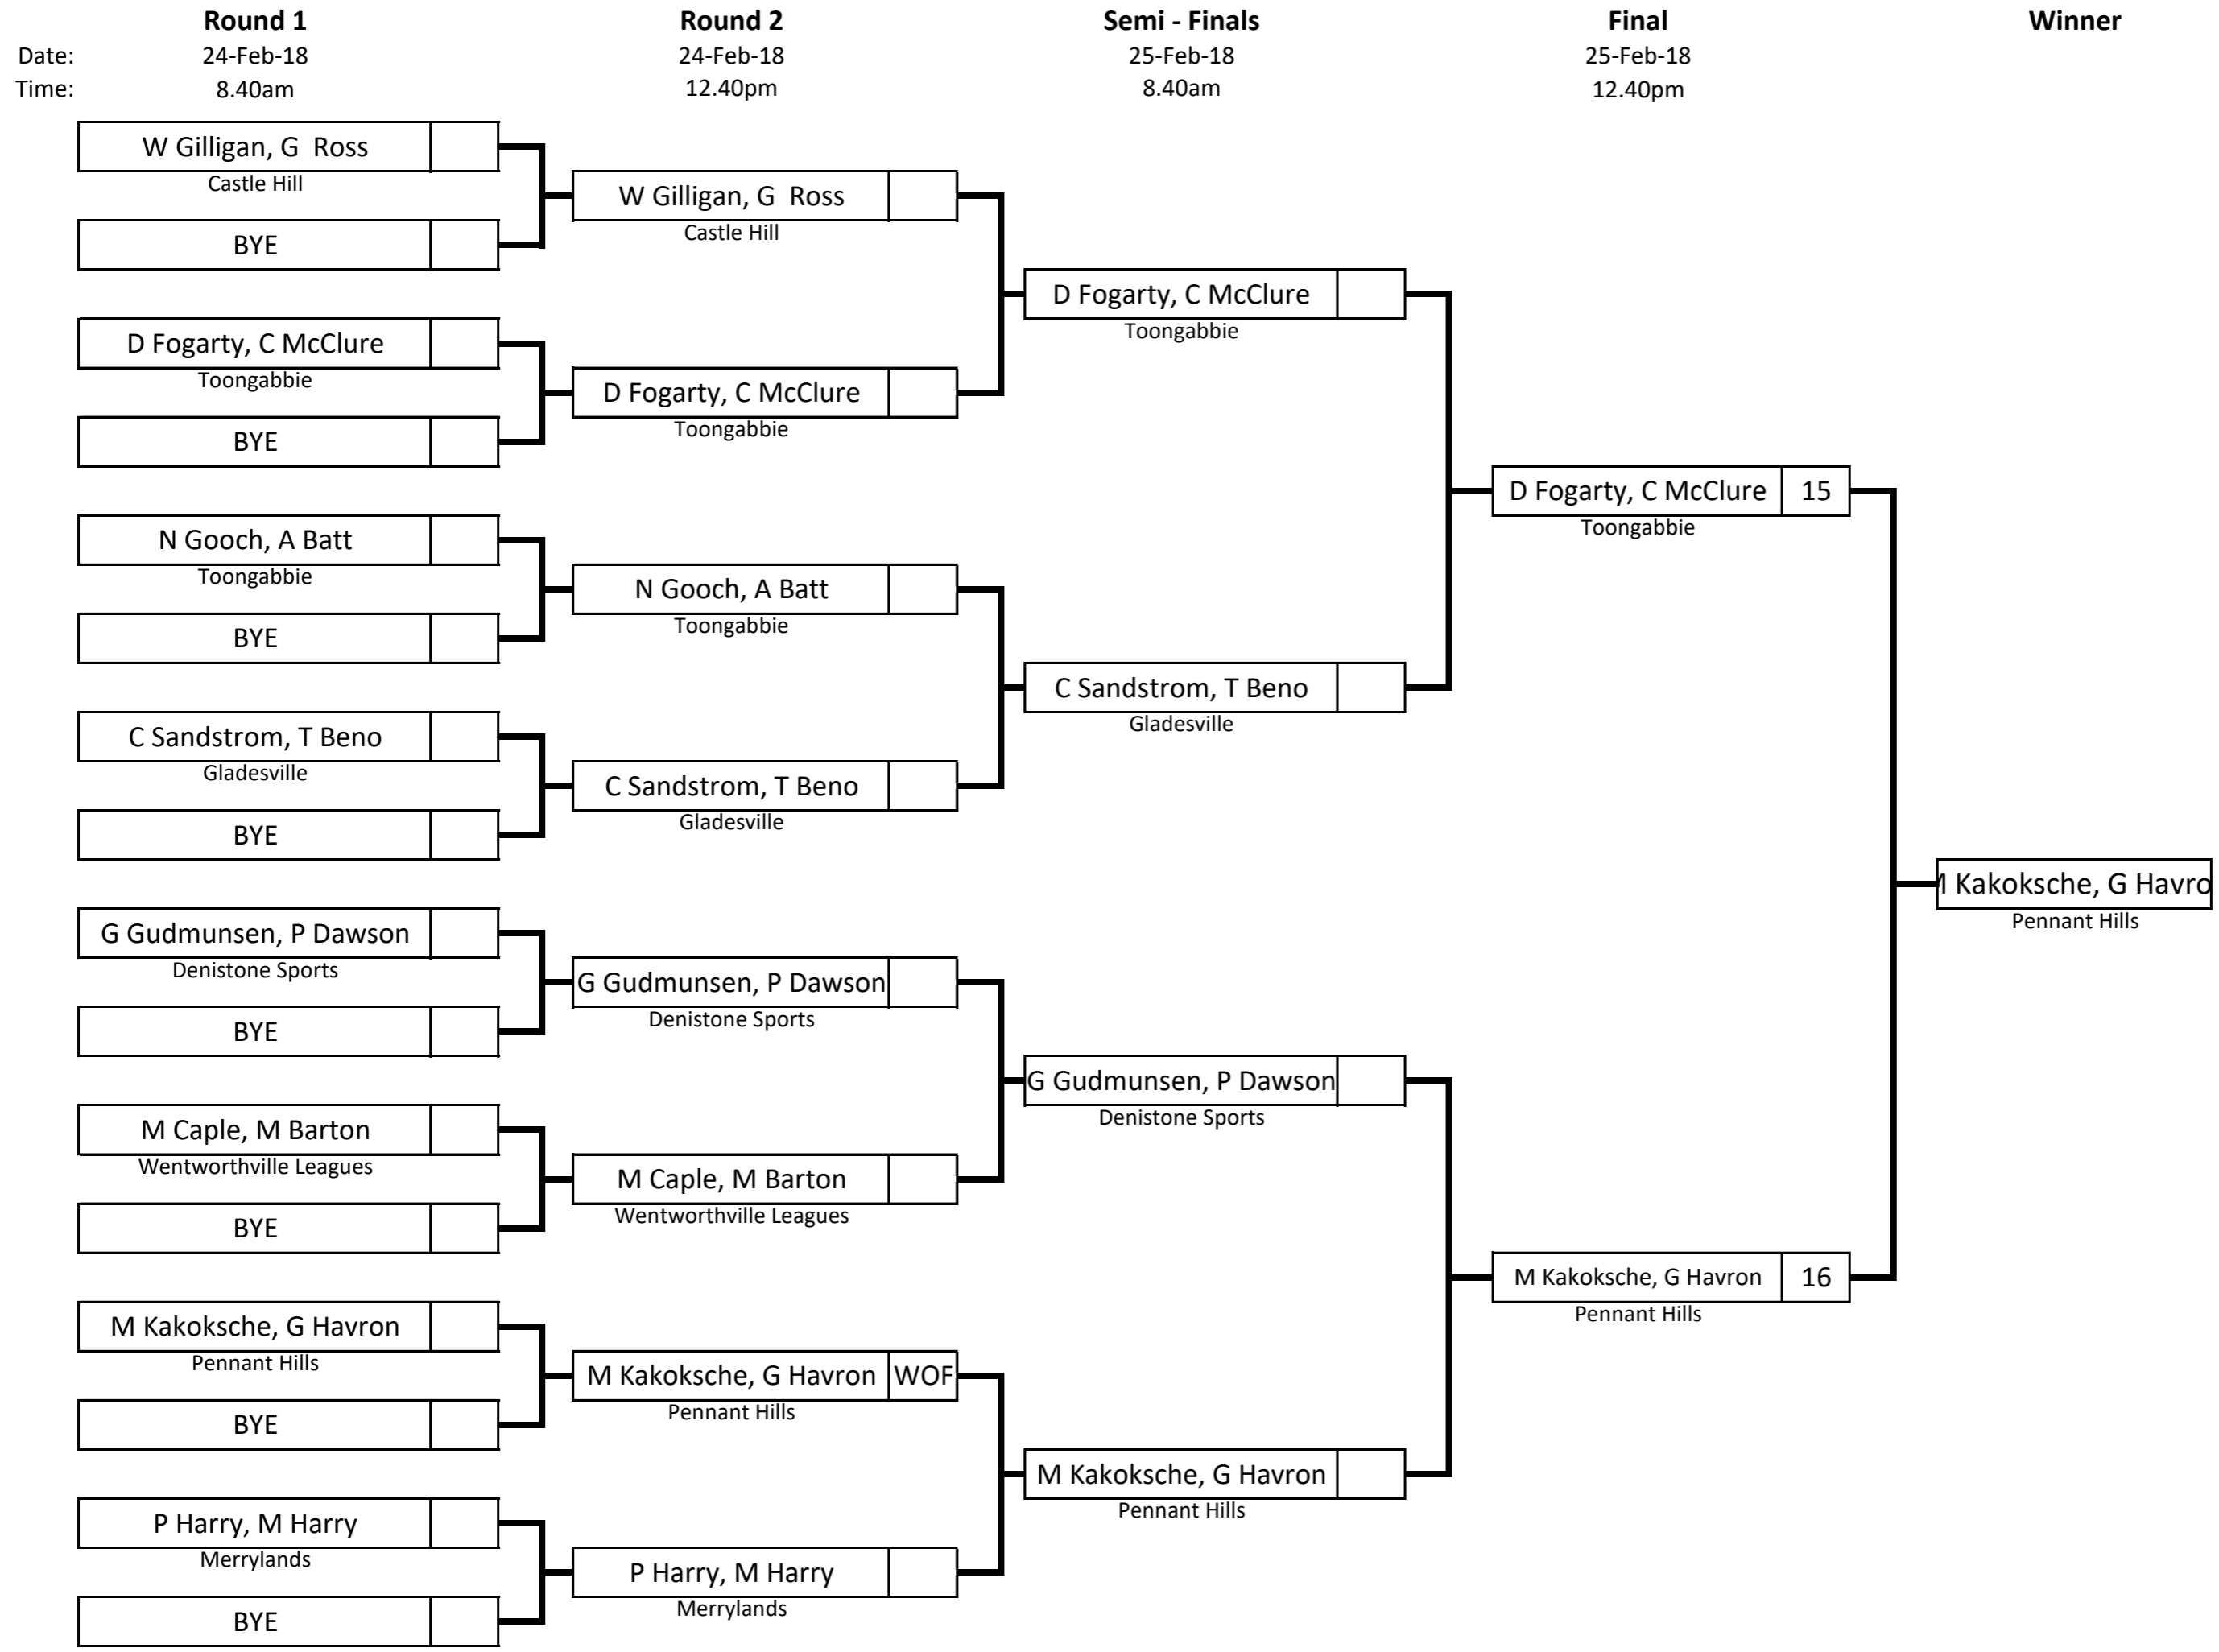 Round 1 Round 2 Semi - Finals Final Winner
Date: 24-Feb-18 24-Feb-18 25-Feb-18 25-Feb-18
Time: 8.40am 12.40pm 8.40am 12.40pm
W Gilligan, G  Ross
Castle Hill
BYE
D Fogarty, C McClure
Toongabbie
BYE
N Gooch, A Batt
Toongabbie
BYE
C Sandstrom, T Beno
Gladesville
BYE
G Gudmunsen, P Dawson
Denistone Sports
BYE
M Caple, M Barton
Wentworthville Leagues
BYE
M Kakoksche, G Havron
Pennant Hills
BYE
P Harry, M Harry
Merrylands
BYE
W Gilligan, G  Ross
Castle Hill
D Fogarty, C McClure
Toongabbie
N Gooch, A Batt
Toongabbie
C Sandstrom, T Beno
Gladesville
G Gudmunsen, P Dawson
Denistone Sports
M Caple, M Barton
Wentworthville Leagues
M Kakoksche, G Havron WOF
Pennant Hills
P Harry, M Harry
Merrylands
D Fogarty, C McClure
Toongabbie
C Sandstrom, T Beno
Gladesville
G Gudmunsen, P Dawson
Denistone Sports
M Kakoksche, G Havron
Pennant Hills
D Fogarty, C McClure 15
Toongabbie
M Kakoksche, G Havron 16
Pennant Hills
Kakoksche, G Havro
Pennant Hills